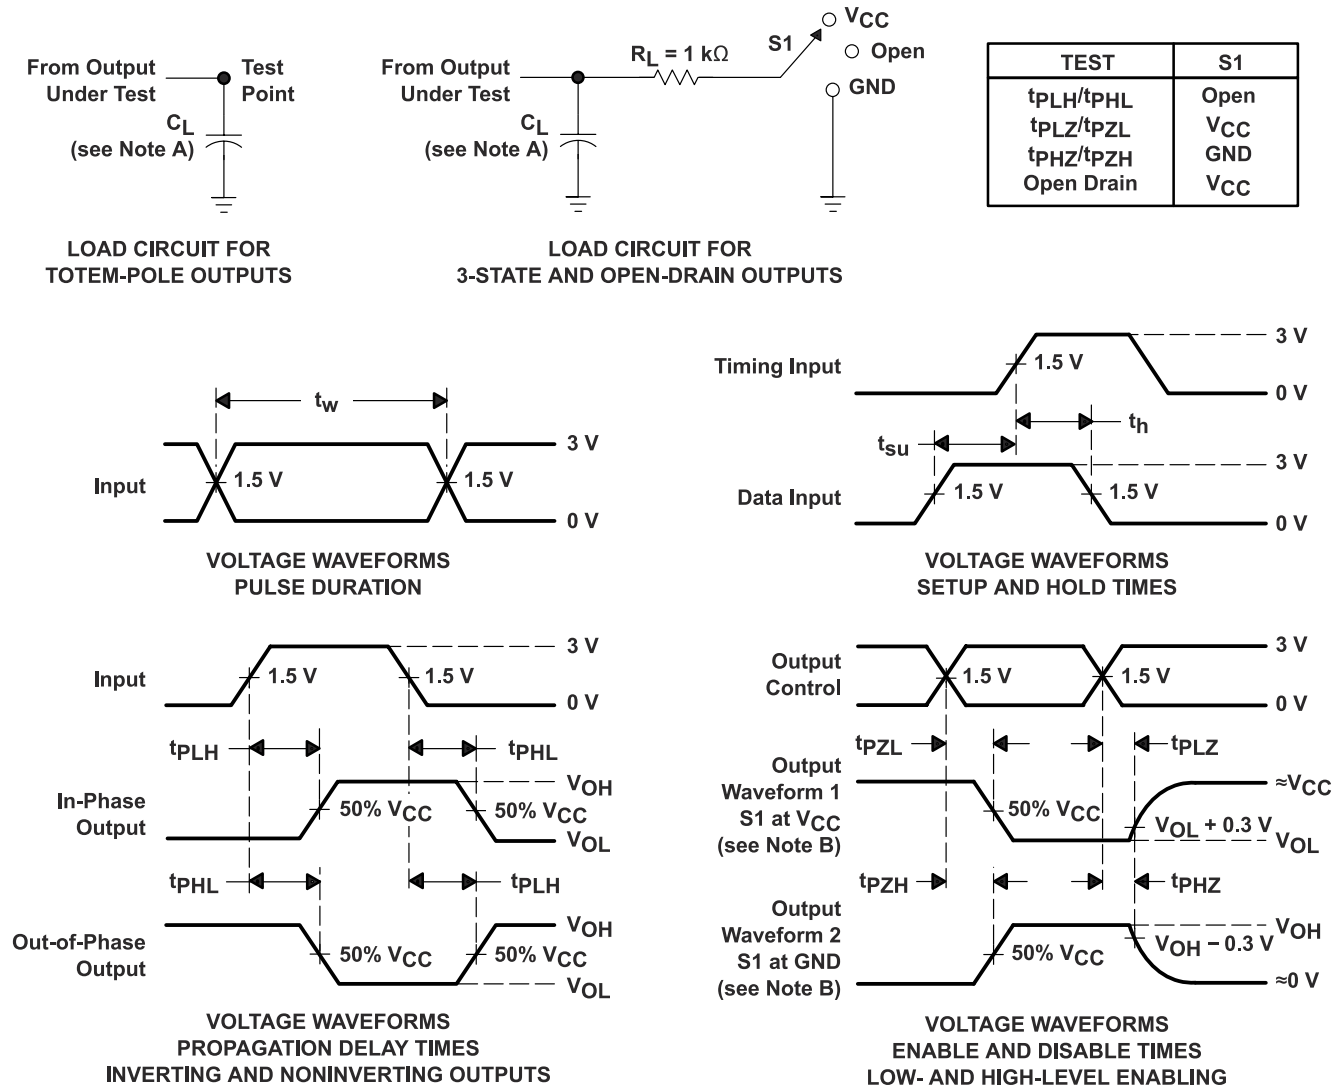 From Output
Under Test
Test
Point
CL
(see Note A)
LOAD CIRCUIT FOR
TOTEM-POLE OUTPUTS
From Output
Under Test
RL = 1 kΩ
S1
VCC
Open
GND
CL
(see Note A)
LOAD CIRCUIT FOR
3-STATE AND OPEN-DRAIN OUTPUTS
TEST S1
tPLH/tPHL Open
tPLZ/tPZL VCC
tPHZ/tPZH GND
Open Drain VCC
tw
Input
1.5 V
1.5 V
3 V
0 V
VOLTAGE WAVEFORMS
PULSE DURATION
Timing Input
1.5 V
3 V
0 V
tsu
th
Data Input
1.5 V
1.5 V
3 V
0 V
VOLTAGE WAVEFORMS
SETUP AND HOLD TIMES
Input
1.5 V
1.5 V
3 V
0 V
tPLH
tPHL
In-Phase
Output
50% VCC
50% VCC
VOH
VOL
tPHL
tPLH
Out-of-Phase
Output
50% VCC
50% VCC
VOH
VOL
VOLTAGE WAVEFORMS
PROPAGATION DELAY TIMES
INVERTING AND NONINVERTING OUTPUTS
Output
Control
1.5 V
1.5 V
3 V
0 V
tPZL
tPLZ
Output
Waveform 1
S1 at VCC
(see Note B)
50% VCC
VOL + 0.3 V
≈VCC
VOL
tPZH
tPHZ
Output
Waveform 2
S1 at GND
(see Note B)
50% VCC
VOH − 0.3 V
VOH
≈0 V
VOLTAGE WAVEFORMS
ENABLE AND DISABLE TIMES
LOW- AND HIGH-LEVEL ENABLING